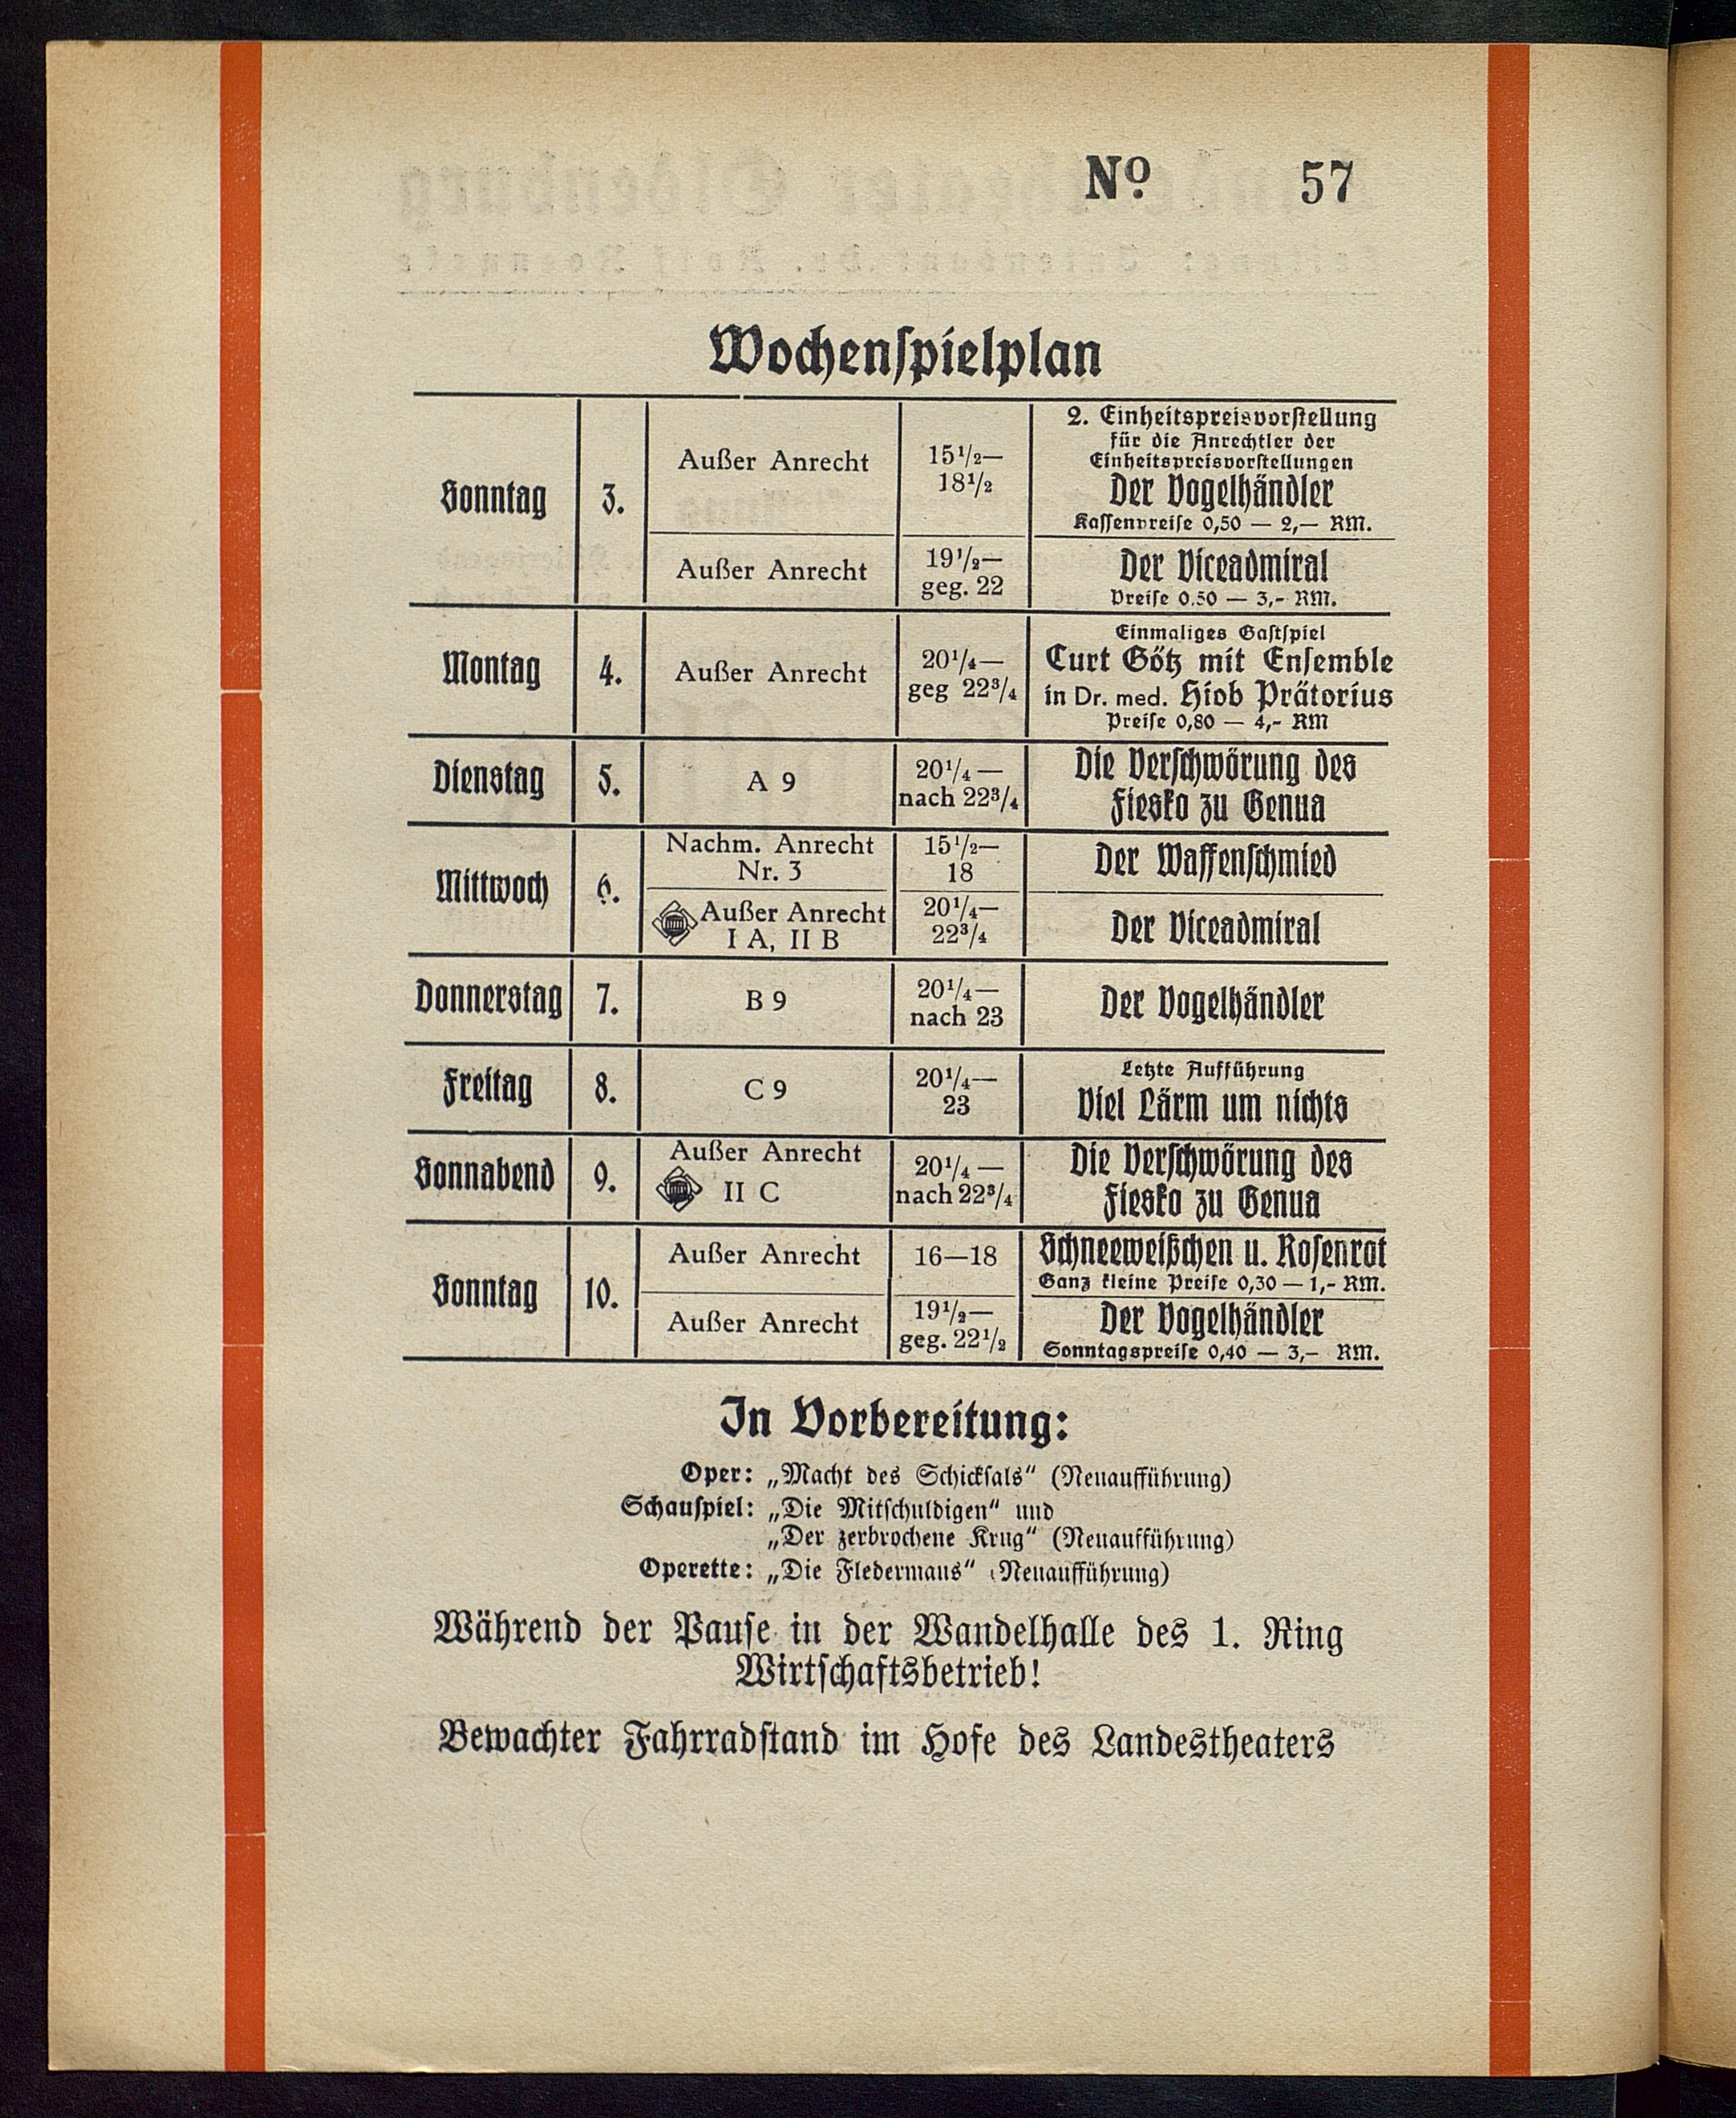 No. 57
Wochenspielplan
Sonntag 3. Außer Anrecht 15½— 18½ 2. Einheitspreisvorstellung
für die Anrechtler der
Einheitspreisvorstellungen
Der Vogelhändler
Kassenpreise 0,50 — 2,— RM.
Außer Anrecht 19½— geg. 22 Der Viceadmiral
Preise 0.50 — 3,- RM.
Montag 4. Außer Anrecht 20¼— geg 22¾ Einmaliges Gastspiel
Curt Götz mit Ensemble
in Dr. med. Hiob Prätorius
Preise 0,80 — 4,- RM
Dienstag 5. A 9 20¼— nach 22¾ Die Verschwörung des
Fiesko zu Genua
Mittwoch 6. Nachm. Anrecht Nr. 3 15½— 18 Der Waffenschmied
Außer Anrecht I A, II B 20¼— 22¾ Der Viceadmiral
Donnerstag 7. B 9 20¼— nach 23 Der Vogelhändler
Freitag 8. C 9 20¼— 23 Letzte Aufführung
Viel Lärm um nichts
Sonnabend 9. Außer Anrecht II C 20¼— nach 22¾ Die Verschwörung des
Fiesko zu Genua
Sonntag 10. Außer Anrecht 16—18 Schneeweißchen u. Rosenrot
Ganz kleine Preise 0,30 — 1,- RM.
Außer Anrecht 19½— geg. 22½ Der Vogelhändler
Sonntagspreise 0,40 — 3,— RM.
In Vorbereitung:
Oper: „Macht des Schicksals“ (Neuaufführung)
Schauspiel: „Die Mitschuldigen“ und
„Der zerbrochene Krug“ (Neuaufführung)
Operette: „Die Fledermaus“ (Neuaufführung)
Während der Pause in der Wandelhalle des 1. Ring
Wirtschaftsbetrieb!
Bewachter Fahrradstand im Hofe des Landestheaters